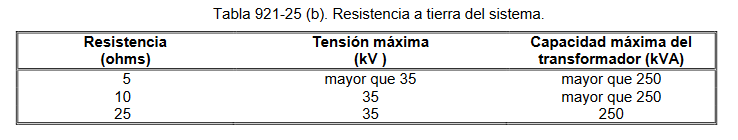 Tabla 921-25 (b). Resistencia a tierra del sistema.
Resistencia (ohms) Tensión máxima (kV ) Capacidad máxima del transformador (kVA)
5 mayor que 35 mayor que 250
10 35 mayor que 250
25 35 250